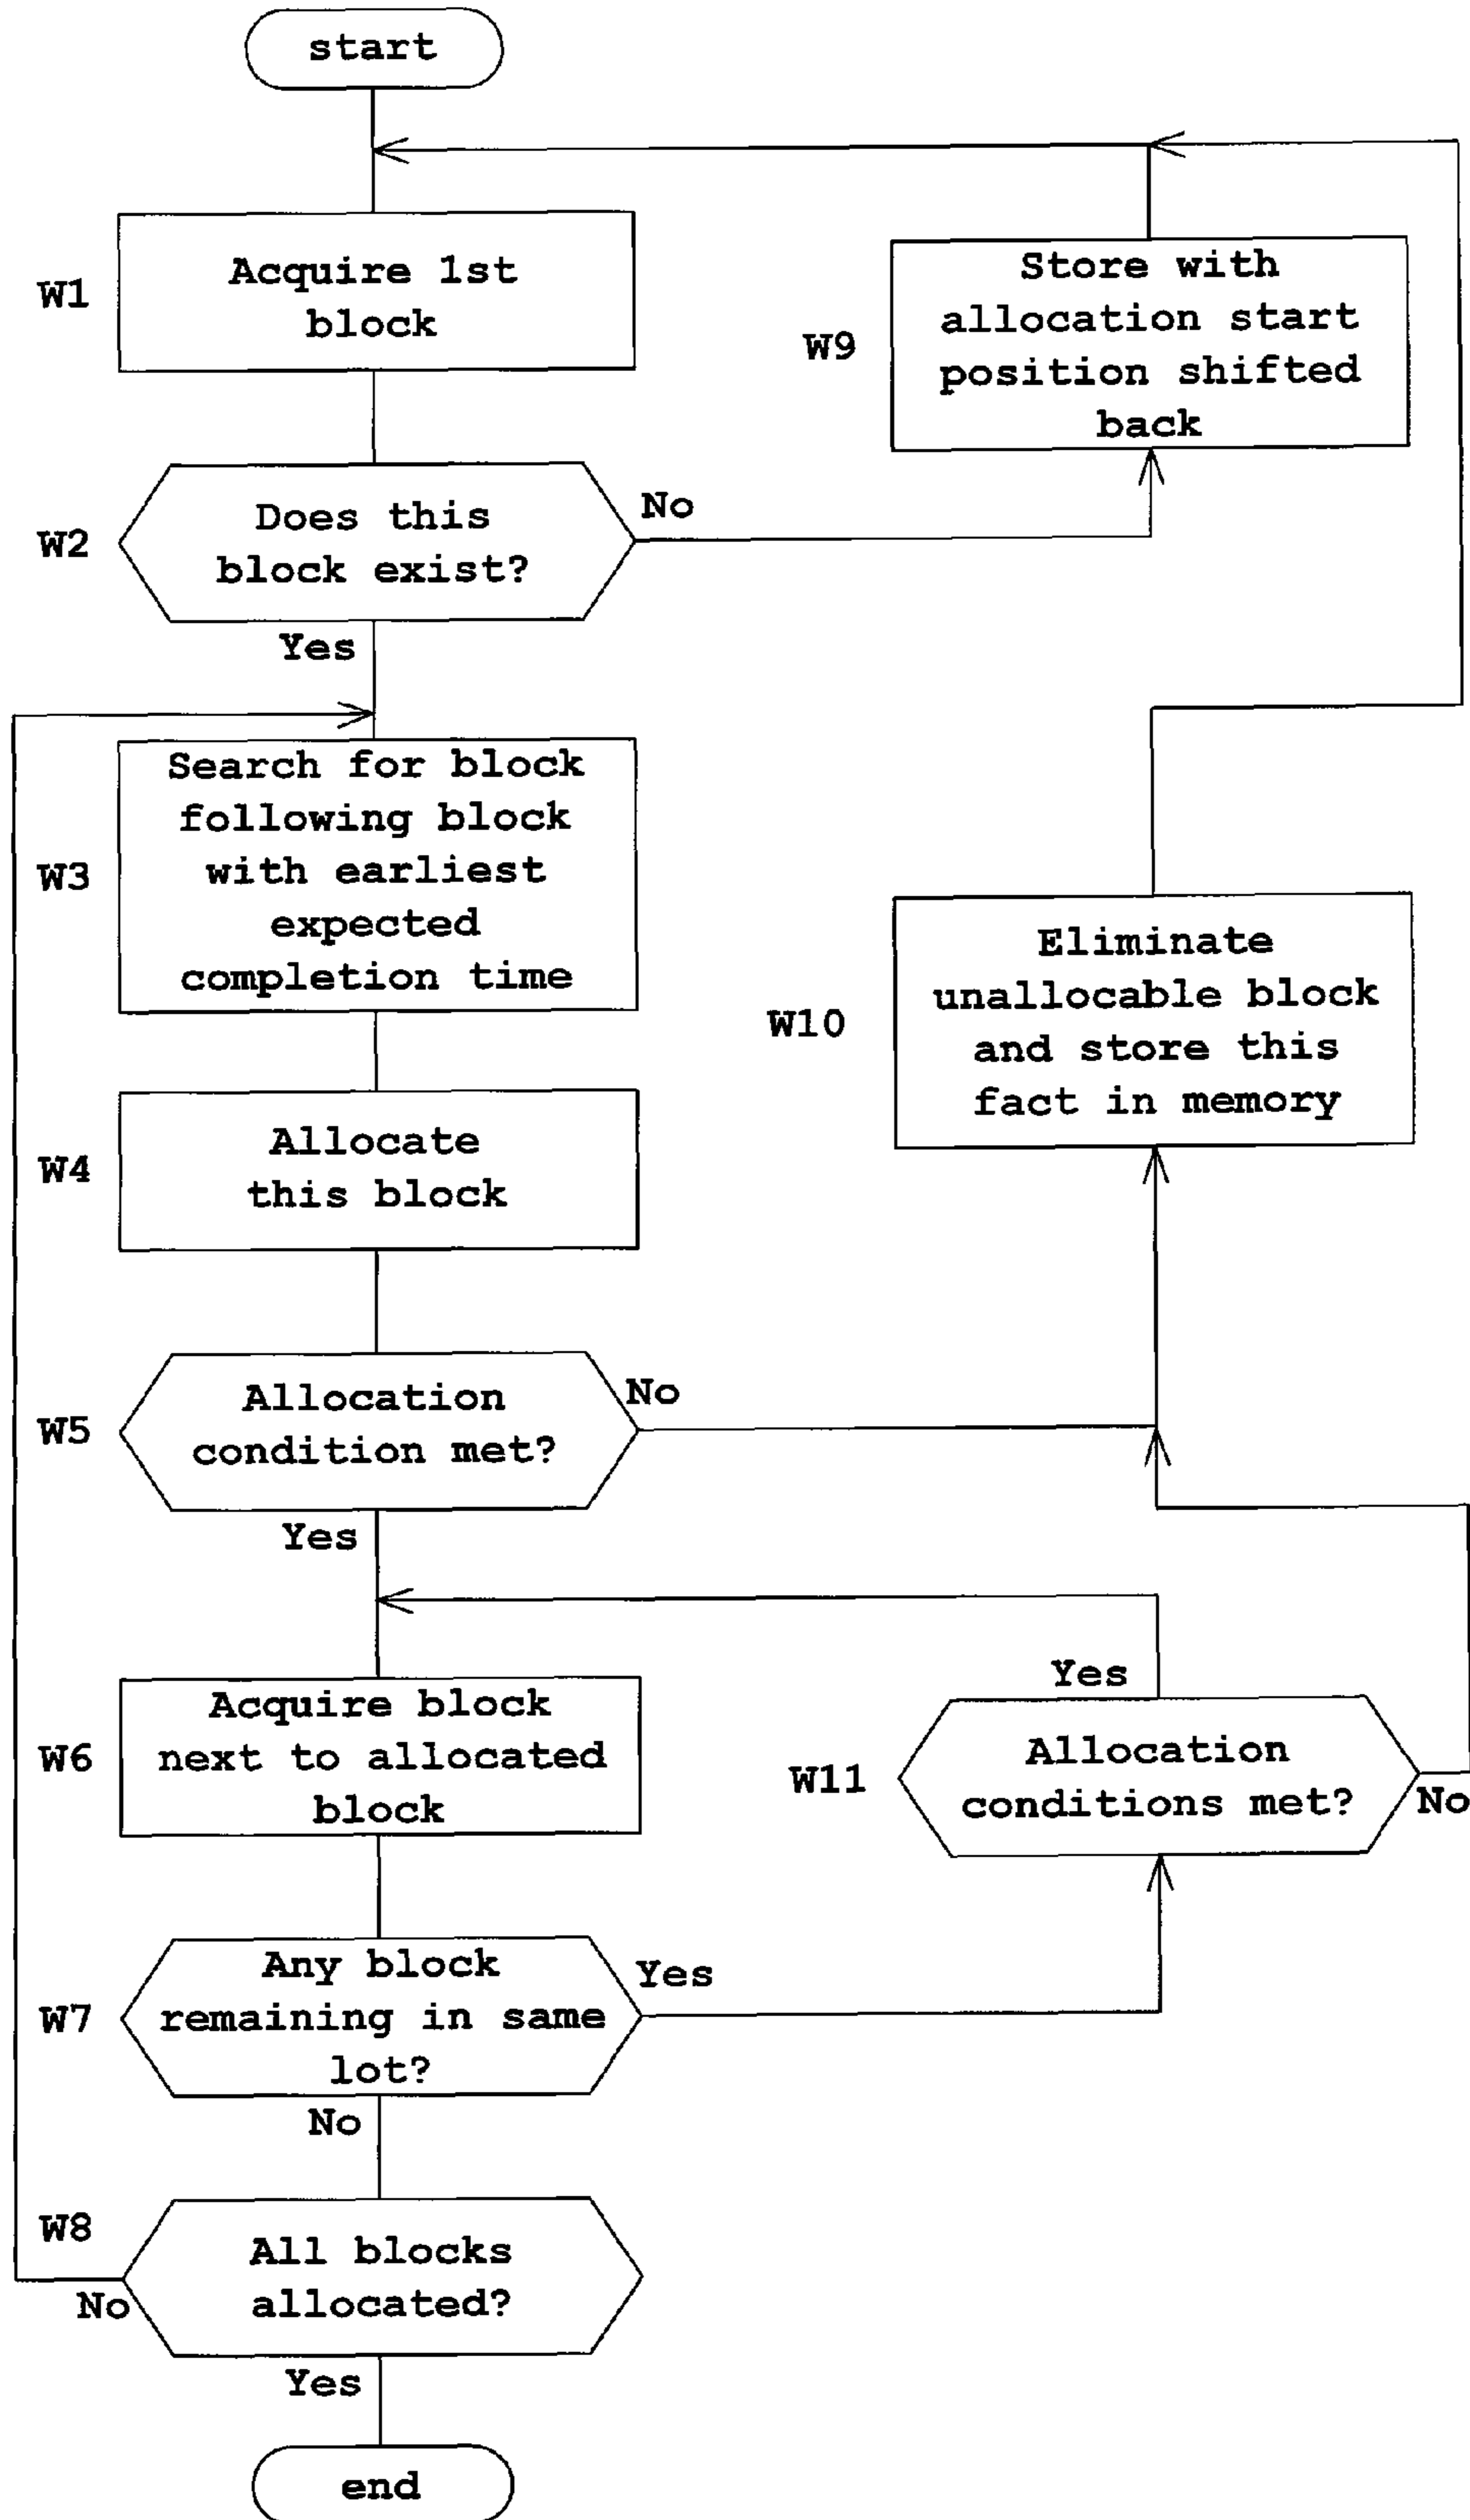 start
W1
Acquire 1st
block
W2
Does this
block exist?
No
Yes
W9
Store with
allocation start
position shifted
back
W3
Search for block
following block
with earliest
expected
completion time
W10
Eliminate
unallocable block
and store this
fact in memory
W4
Allocate
this block
W5
Allocation
condition met?
No
Yes
W6
Acquire block
next to allocated
block
W11
Allocation
conditions met?
Yes
No
W7
Any block
remaining in same
lot?
Yes
No
W8
All blocks
allocated?
No
Yes
end